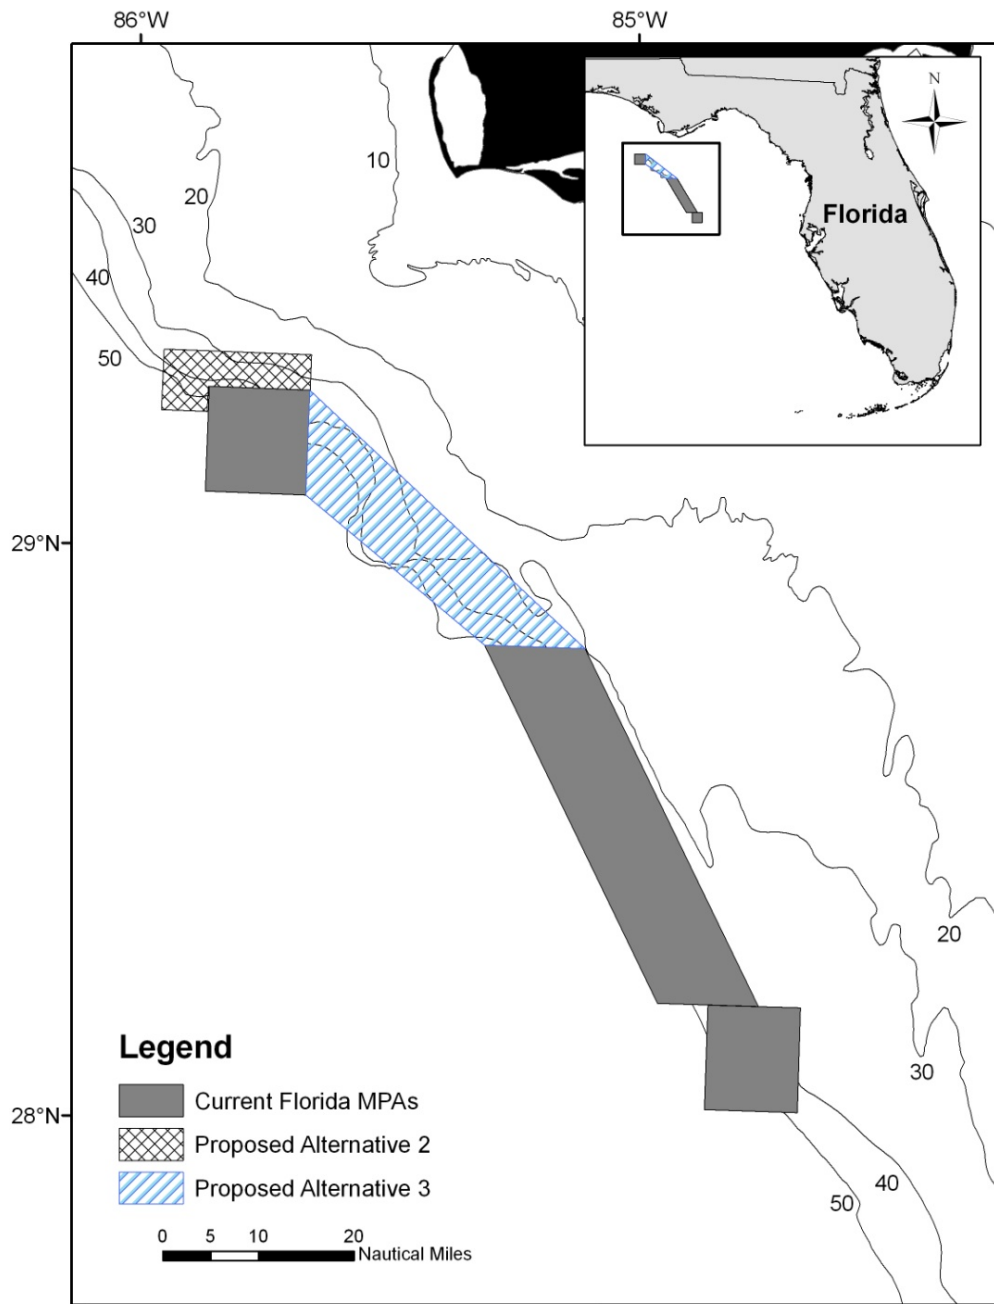 86°W
85°W
N
10
20
30
40
50
Florida
29°N
20
30
28°N
40
50
Legend
Current Florida MPAs
Proposed Alternative 2
Proposed Alternative 3
0 5 10 20
Nautical Miles